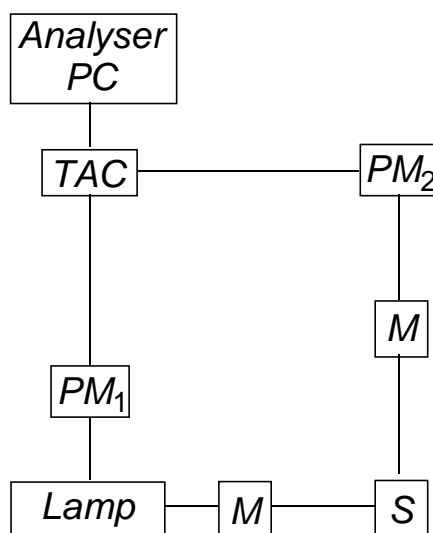 Analyser
PC
TAC
PM₂
M
PM₁
Lamp
M
S